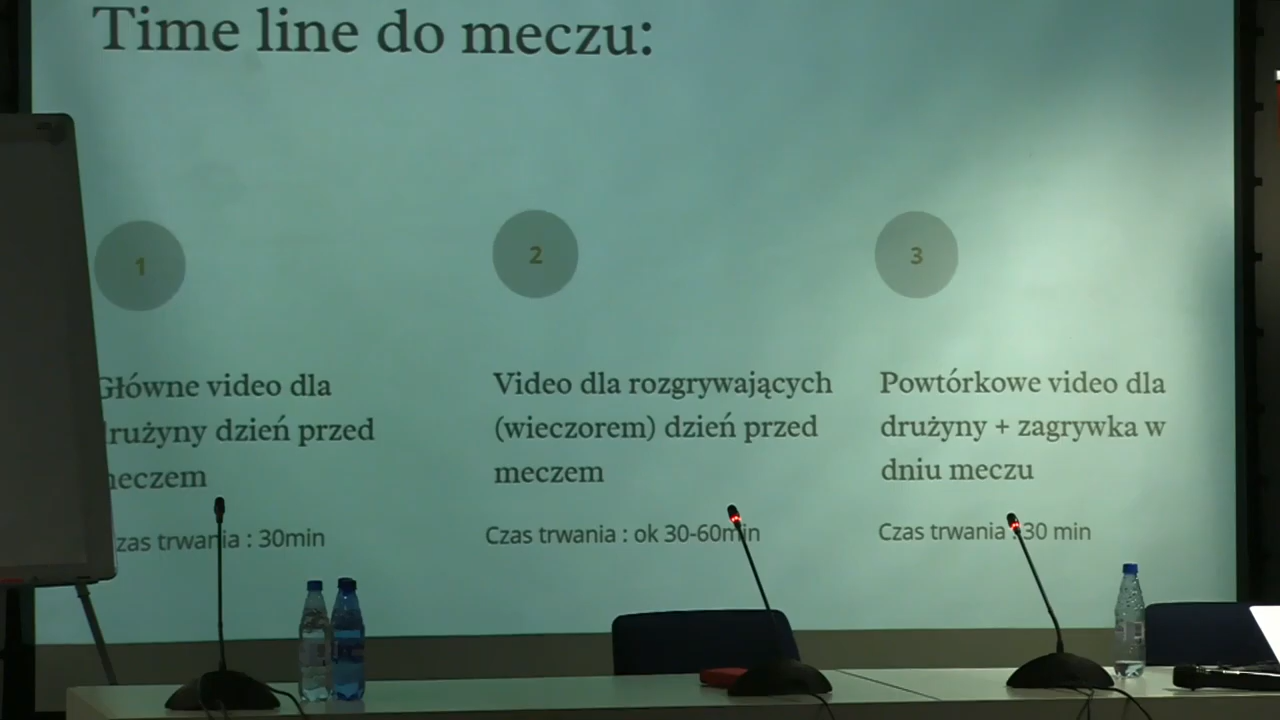 Time line do meczu:
1
Główne video dla
drużyny dzień przed
meczem
Czas trwania : 30min
2
Video dla rozgrywających
(wieczorem) dzień przed
meczem
Czas trwania : ok 30-60min
3
Powtórkowe video dla
drużyny + zagrywka w
dniu meczu
Czas trwania : 30 min